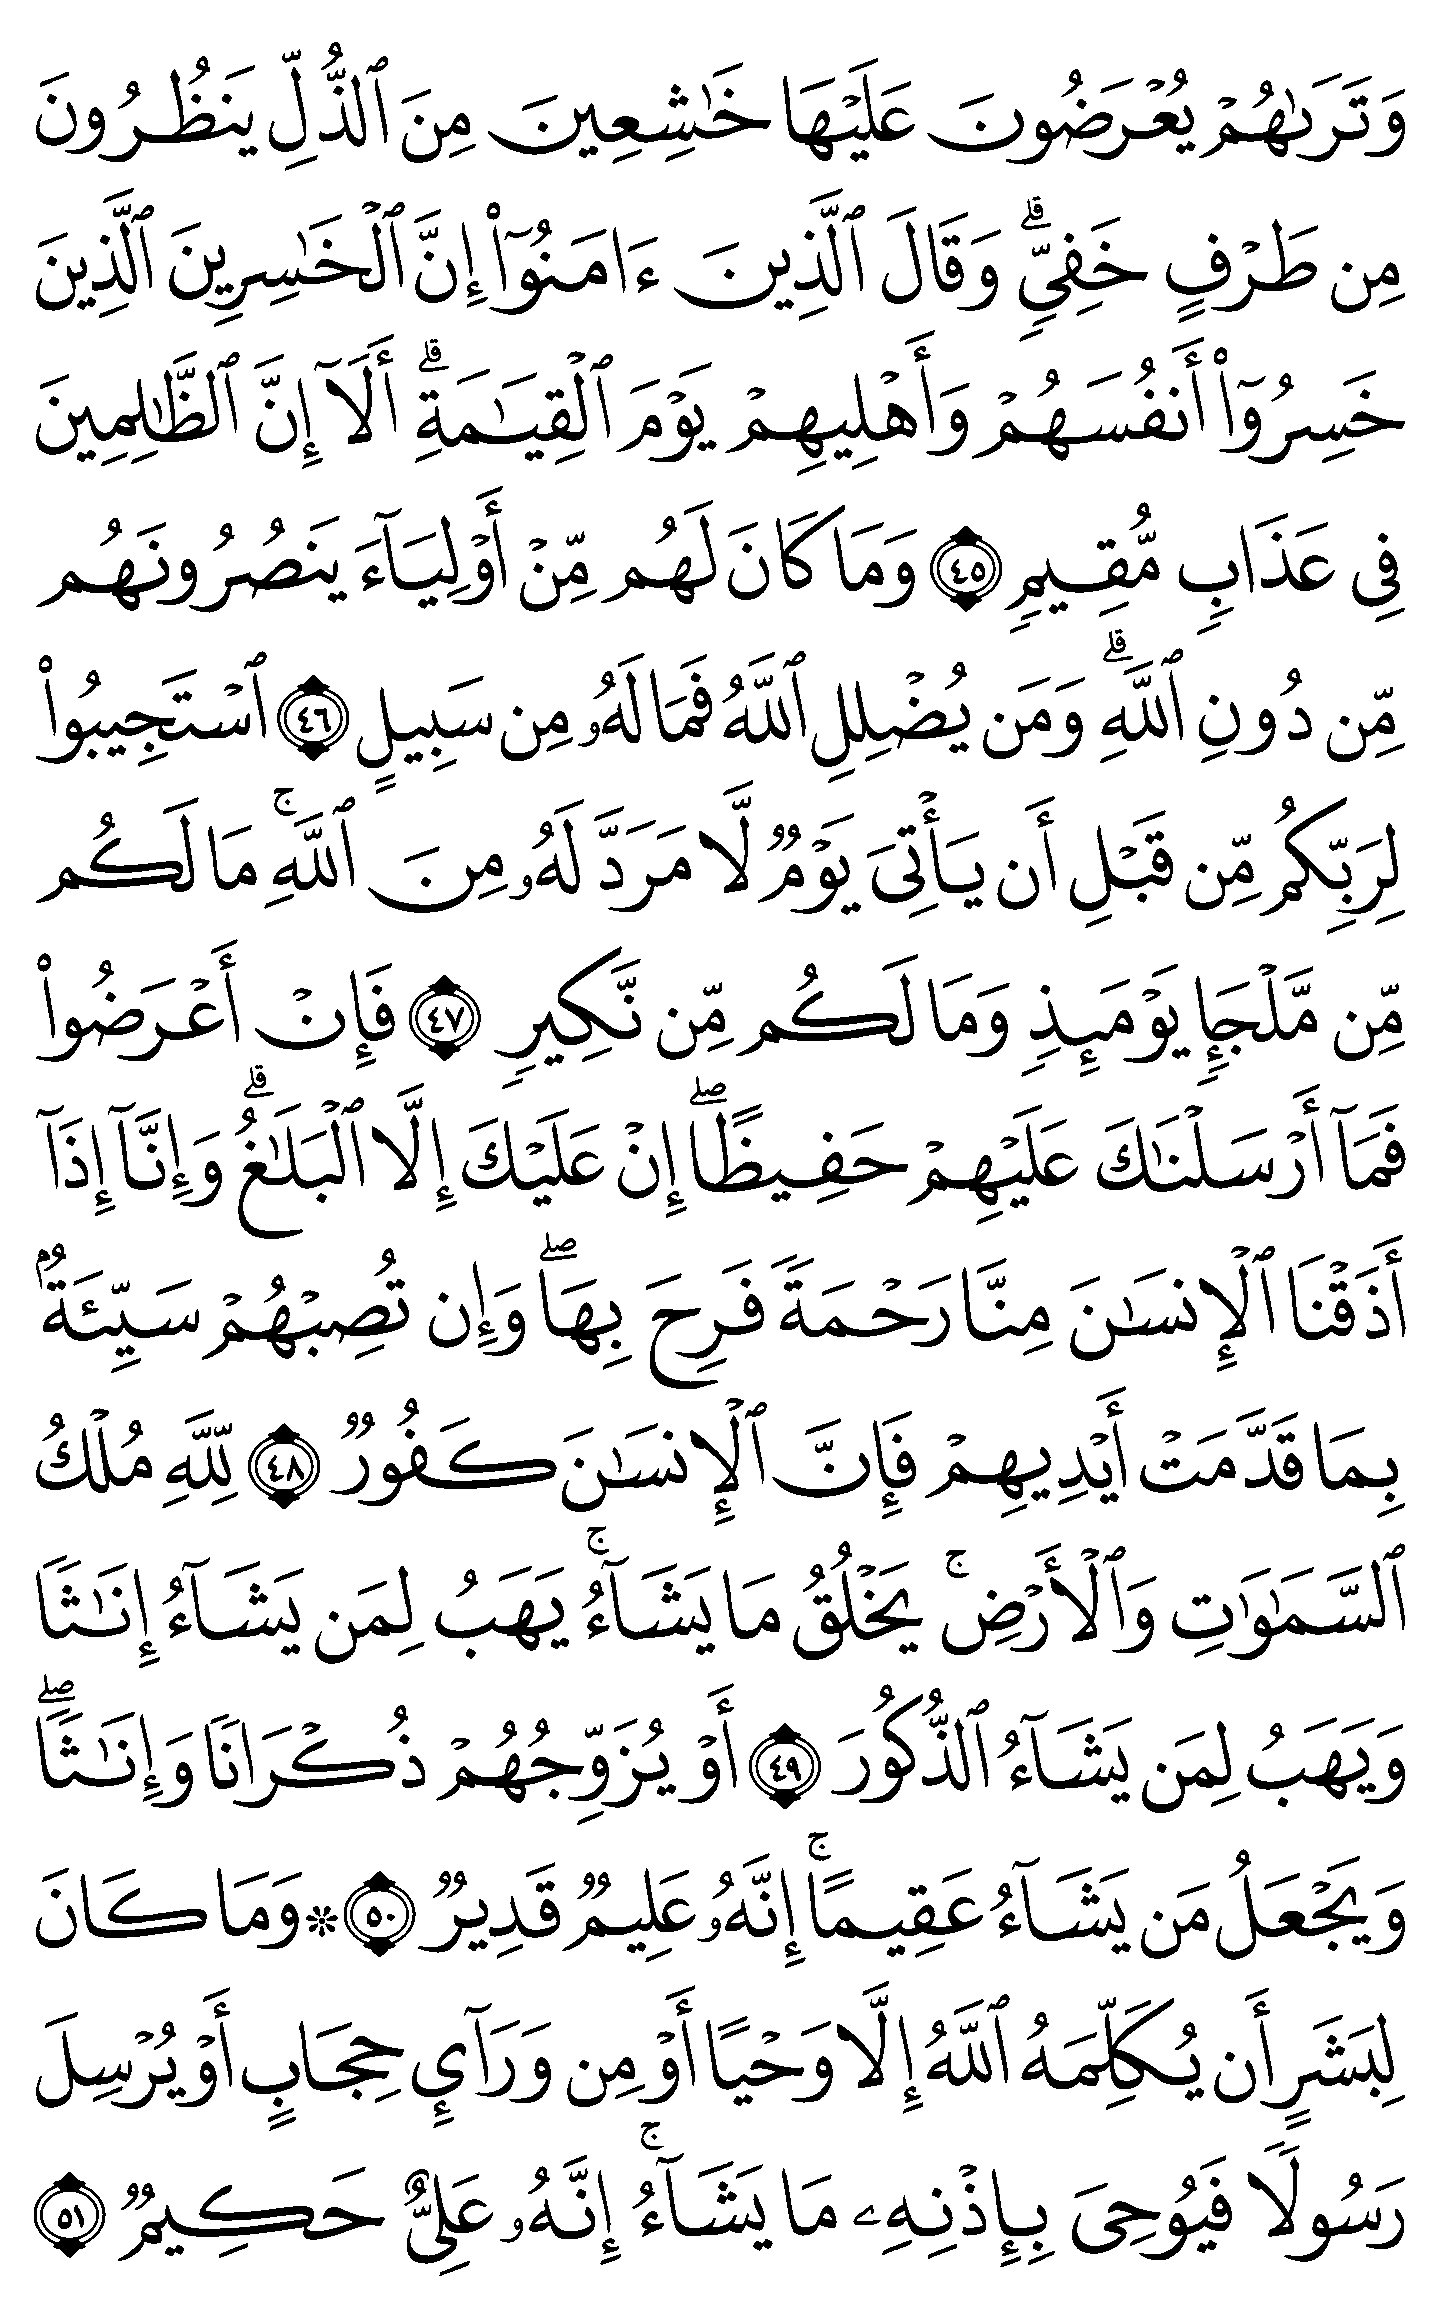 وَتَرَىٰهُمْ يُعْرَضُونَ عَلَيْهَا خَٰشِعِينَ مِنَ ٱلذُّلِّ يَنظُرُونَ
مِن طَرْفٍ خَفِىٍّۗ وَقَالَ ٱلَّذِينَ ءَامَنُوٓا۟ إِنَّ ٱلْخَٰسِرِينَ ٱلَّذِينَ
خَسِرُوٓا۟ أَنفُسَهُمْ وَأَهْلِيهِمْ يَوْمَ ٱلْقِيَٰمَةِۗ أَلَآ إِنَّ ٱلظَّٰلِمِينَ
فِى عَذَابٍ مُّقِيمٍ ٤٥ وَمَا كَانَ لَهُم مِّنْ أَوْلِيَآءَ يَنصُرُونَهُم
مِّن دُونِ ٱللَّهِۗ وَمَن يُضْلِلِ ٱللَّهُ فَمَا لَهُۥ مِن سَبِيلٍ ٤٦ ٱسْتَجِيبُوا۟
لِرَبِّكُم مِّن قَبْلِ أَن يَأْتِىَ يَوْمٌ لَّا مَرَدَّ لَهُۥ مِنَ ٱللَّهِۚ مَا لَكُم
مِّن مَّلْجَإٍ يَوْمَئِذٍ وَمَا لَكُم مِّن نَّكِيرٍ ٤٧ فَإِنْ أَعْرَضُوا۟
فَمَآ أَرْسَلْنَٰكَ عَلَيْهِمْ حَفِيظًاۖ إِنْ عَلَيْكَ إِلَّا ٱلْبَلَٰغُۗ وَإِنَّآ إِذَآ
أَذَقْنَا ٱلْإِنسَٰنَ مِنَّا رَحْمَةً فَرِحَ بِهَاۖ وَإِن تُصِبْهُمْ سَيِّئَةٌۢ
بِمَا قَدَّمَتْ أَيْدِيهِمْ فَإِنَّ ٱلْإِنسَٰنَ كَفُورٌ ٤٨ لِّلَّهِ مُلْكُ
ٱلسَّمَٰوَٰتِ وَٱلْأَرْضِۚ يَخْلُقُ مَا يَشَآءُۚ يَهَبُ لِمَن يَشَآءُ إِنَٰثًا
وَيَهَبُ لِمَن يَشَآءُ ٱلذُّكُورَ ٤٩ أَوْ يُزَوِّجُهُمْ ذُكْرَانًا وَإِنَٰثًاۖ
وَيَجْعَلُ مَن يَشَآءُ عَقِيمًاۚ إِنَّهُۥ عَلِيمٌ قَدِيرٌ ٥٠ ۞ وَمَا كَانَ
لِبَشَرٍ أَن يُكَلِّمَهُ ٱللَّهُ إِلَّا وَحْيًا أَوْ مِن وَرَآئِ حِجَابٍ أَوْ يُرْسِلَ
رَسُولًا فَيُوحِىَ بِإِذْنِهِۦ مَا يَشَآءُۚ إِنَّهُۥ عَلِىٌّ حَكِيمٌ ٥١